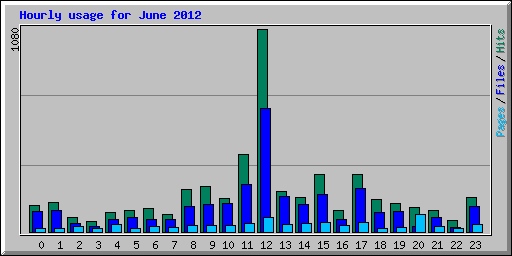 Hourly usage for June 2012
1080
Pages/Files/Hits
0 1 2 3 4 5 6 7 8 9 10 11 12 13 14 15 16 17 18 19 20 21 22 23